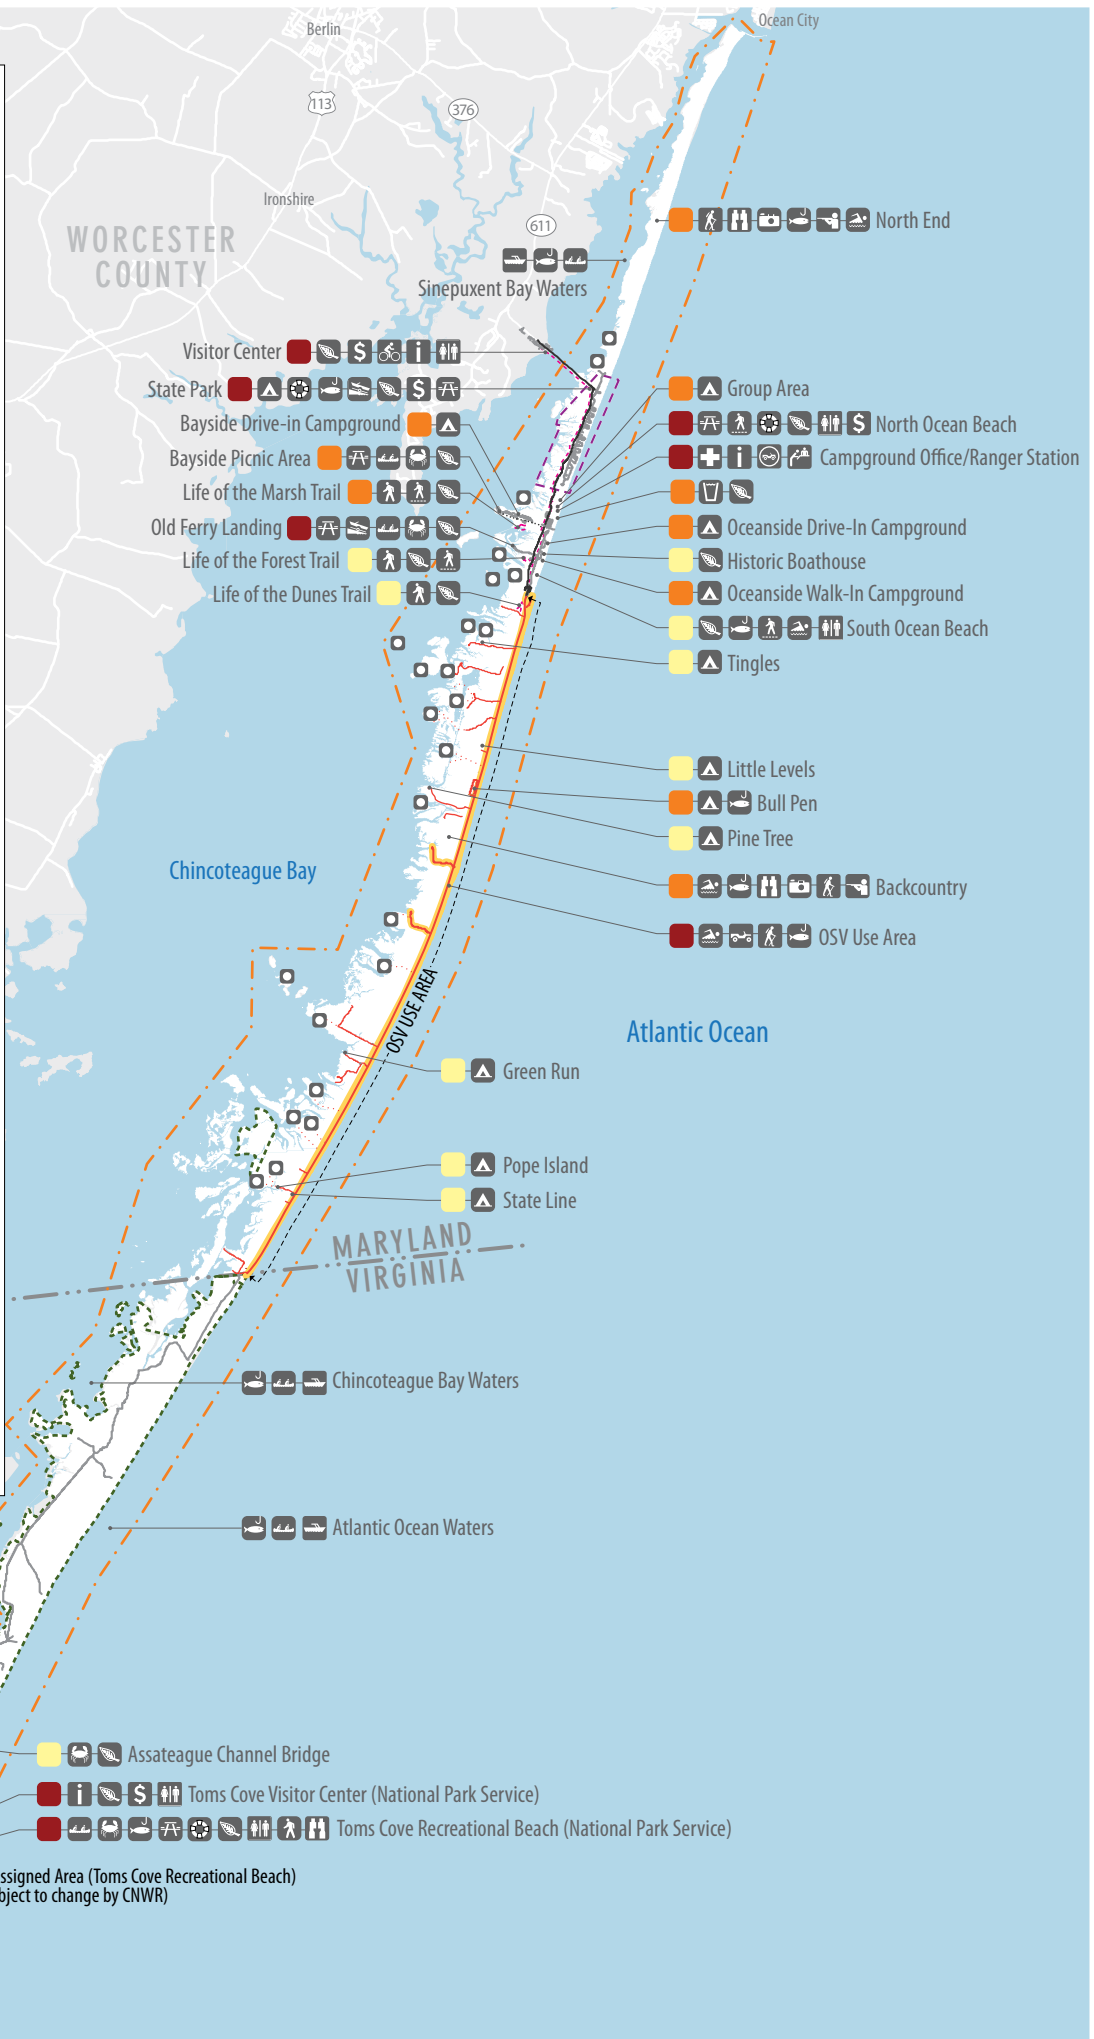 Ocean City
Berlin
113
376
Ironshire
WORCESTER
COUNTY
611
North End
Sinepuxent Bay Waters
Visitor Center
State Park
Group Area
Bayside Drive-in Campground
North Ocean Beach
Bayside Picnic Area
Campground Office/Ranger Station
Life of the Marsh Trail
Old Ferry Landing
Oceanside Drive-In Campground
Life of the Forest Trail
Historic Boathouse
Life of the Dunes Trail
Oceanside Walk-In Campground
South Ocean Beach
Tingles
Little Levels
Bull Pen
Pine Tree
Chincoteague Bay
Backcountry
OSV Use Area
OSV USE AREA
Atlantic Ocean
Green Run
Pope Island
State Line
MARYLAND
VIRGINIA
Chincoteague Bay Waters
Atlantic Ocean Waters
Assateague Channel Bridge
Toms Cove Visitor Center (National Park Service)
Toms Cove Recreational Beach (National Park Service)
ssigned Area (Toms Cove Recreational Beach)
bject to change by CNWR)